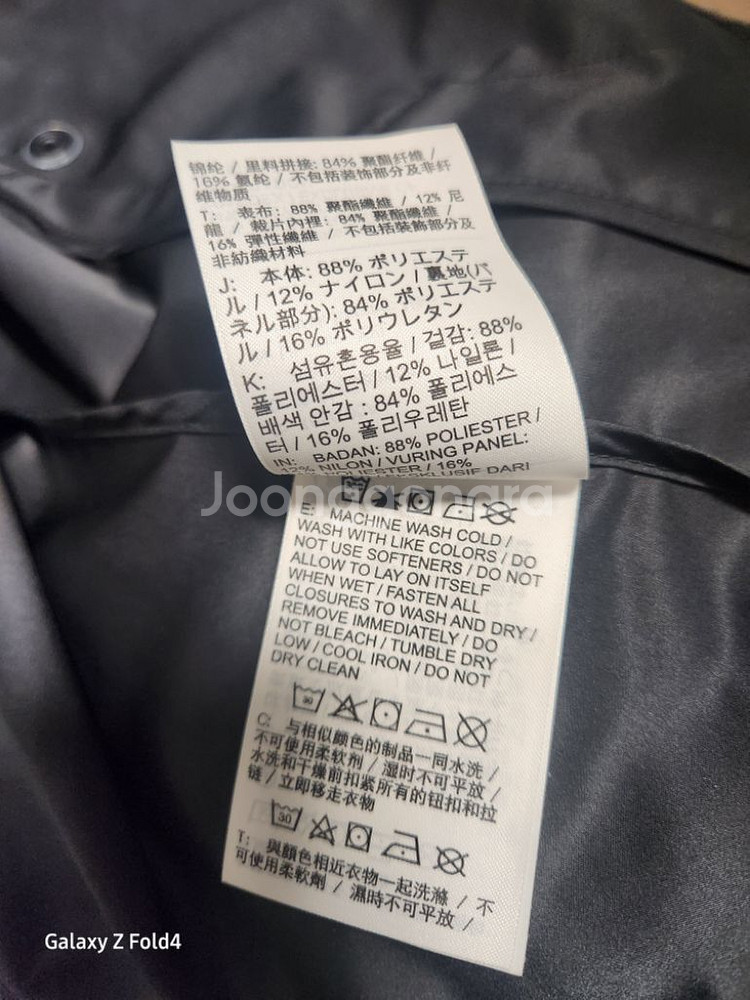 锦纶 / 里料拼接: 84% 聚酯纤维 /
16% 氨纶 / 不包括装饰部分及非纤
维物质
T: 表布: 88% 聚酯纖維 / 12% 尼
龍 / 裁片內裡: 84% 聚酯纖維 /
16% 彈性纖維 / 不包括裝飾部分及
非紡織材料
J: 本体: 88% ポリエステ
ル / 12% ナイロン / 裏地(パ
ネル部分): 84% ポリエステ
ル / 16% ポリウレタン
K: 섬유혼용율 / 겉감: 88%
폴리에스터 / 12% 나일론 /
배색 안감 : 84% 폴리에스
터 / 16% 폴리우레탄
IN: BADAN: 88% POLIESTER /
12% NILON / VURING PANEL:
POLIESTER / 16%
EKSKLUSIF DARI
Joonggonara
E: MACHINE WASH COLD /
WASH WITH LIKE COLORS / DO
NOT USE SOFTENERS / DO NOT
ALLOW TO LAY ON ITSELF
WHEN WET / FASTEN ALL
CLOSURES TO WASH AND DRY /
REMOVE IMMEDIATELY / DO
NOT BLEACH / TUMBLE DRY
LOW / COOL IRON / DO NOT
DRY CLEAN
30
C: 与相似颜色的制品一同水洗 /
不可使用柔软剂 / 湿时不可平放 /
水洗和干燥前扣紧所有的钮扣和拉
链 / 立即移走衣物
30
T: 與顏色相近衣物一起洗滌 / 不
可使用柔軟劑 / 濕時不可平放 /
Galaxy Z Fold4